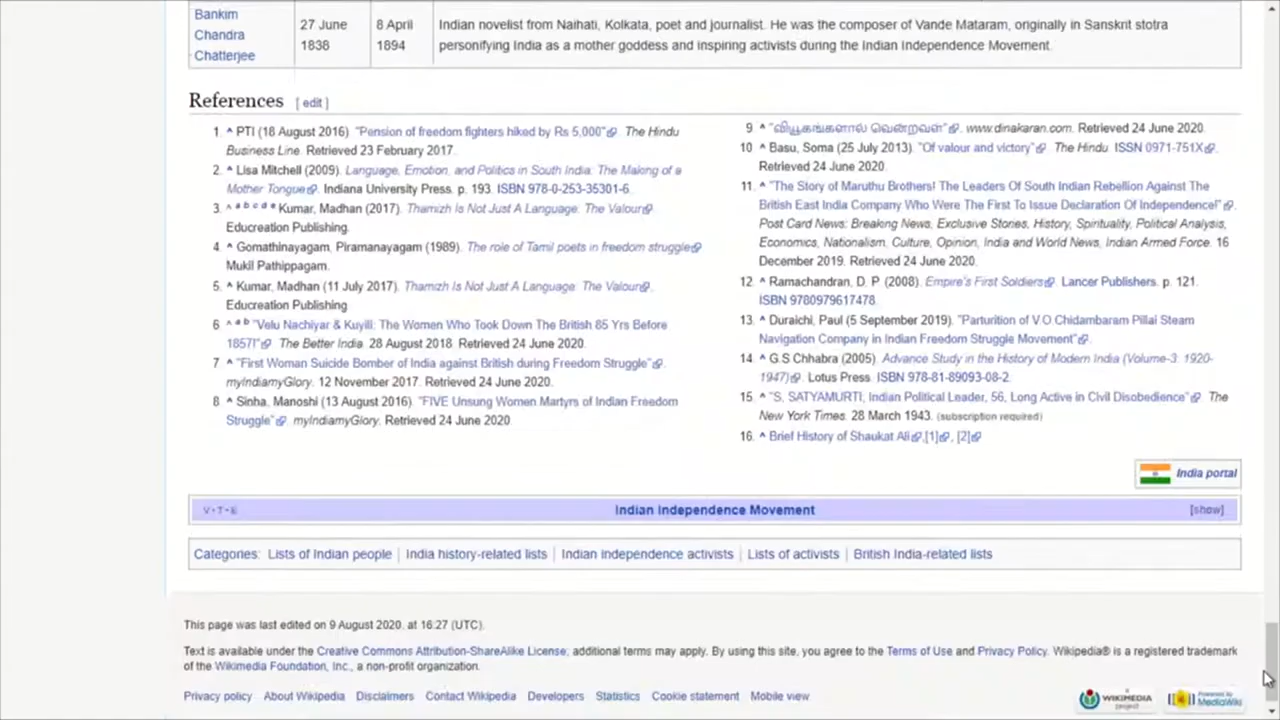 Bankim
Chandra
Chatterjee
27 June
1838
8 April
1894
Indian novelist from Naihati, Kolkata, poet and journalist. He was the composer of Vande Mataram, originally in Sanskrit stotra
personifying India as a mother goddess and inspiring activists during the Indian Independence Movement.
References [ edit ]
1. ^ PTI (18 August 2016). "Pension of freedom fighters hiked by Rs 5,000". The Hindu
Business Line. Retrieved 23 February 2017.
2. ^ Lisa Mitchell (2009). Language, Emotion, and Politics in South India: The Making of a
Mother Tongue. Indiana University Press. p. 193. ISBN 978-0-253-35301-6.
3. ^ a b c d e Kumar, Madhan (2017). Thamizh Is Not Just A Language: The Valour.
Educreation Publishing.
4. ^ Gomathinayagam, Piramanayagam (1989). The role of Tamil poets in freedom struggle.
Mukil Pathippagam.
5. ^ Kumar, Madhan (11 July 2017). Thamizh Is Not Just A Language: The Valour.
Educreation Publishing
6. ^ a b "Velu Nachiyar & Kuyili: The Women Who Took Down The British 85 Yrs Before
1857!" The Better India. 28 August 2018. Retrieved 24 June 2020.
7. ^ "First Woman Suicide Bomber of India against British during Freedom Struggle".
myIndiamyGlory. 12 November 2017. Retrieved 24 June 2020.
8. ^ Sinha, Manoshi (13 August 2016). "FIVE Unsung Women Martyrs of Indian Freedom
Struggle". myIndiamyGlory. Retrieved 24 June 2020.
9. ^ "வியூகங்களால் வென்றவள்". www.dinakaran.com. Retrieved 24 June 2020.
10. ^ Basu, Soma (25 July 2013). "Of valour and victory". The Hindu. ISSN 0971-751X.
Retrieved 24 June 2020.
11. ^ "The Story of Maruthu Brothers! The Leaders Of South Indian Rebellion Against The
British East India Company Who Were The First To Issue Declaration Of Independence!".
Post Card News: Breaking News, Exclusive Stories, History, Spirituality, Political Analysis,
Economics, Nationalism, Culture, Opinion, India and World News, Indian Armed Force. 16
December 2019. Retrieved 24 June 2020.
12. ^ Ramachandran, D. P (2008). Empire's First Soldiers. Lancer Publishers. p. 121.
ISBN 9780979617478.
13. ^ Duraichi, Paul (5 September 2019). "Parturition of V.O Chidambaram Pillai Steam
Navigation Company in Indian Freedom Struggle Movement".
14. ^ G.S Chhabra (2005). Advance Study in the History of Modern India (Volume-3: 1920-
1947). Lotus Press. ISBN 978-81-89093-08-2.
15. ^ "S, SATYAMURTI; Indian Political Leader, 56, Long Active in Civil Disobedience". The
New York Times. 28 March 1943. (subscription required)
16. ^ Brief History of Shaukat Ali,[1], [2]
India portal
V · T · E
Indian Independence Movement
[show]
Categories: Lists of Indian people | India history-related lists | Indian independence activists | Lists of activists | British India-related lists
This page was last edited on 9 August 2020, at 16:27 (UTC).
Text is available under the Creative Commons Attribution-ShareAlike License; additional terms may apply. By using this site, you agree to the Terms of Use and Privacy Policy. Wikipedia® is a registered trademark
of the Wikimedia Foundation, Inc., a non-profit organization.
Privacy policy About Wikipedia Disclaimers Contact Wikipedia Developers Statistics Cookie statement Mobile view
A
WIKIMEDIA
project
Powered by
MediaWiki